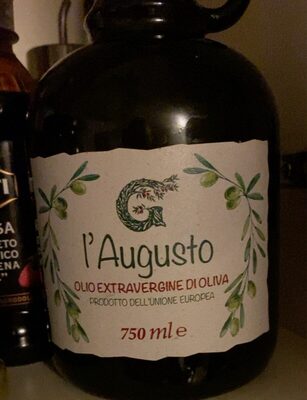 G
l'Augusto
OLIO EXTRAVERGINE DI OLIVA
PRODOTTO DELL'UNIONE EUROPEA
750 ml e